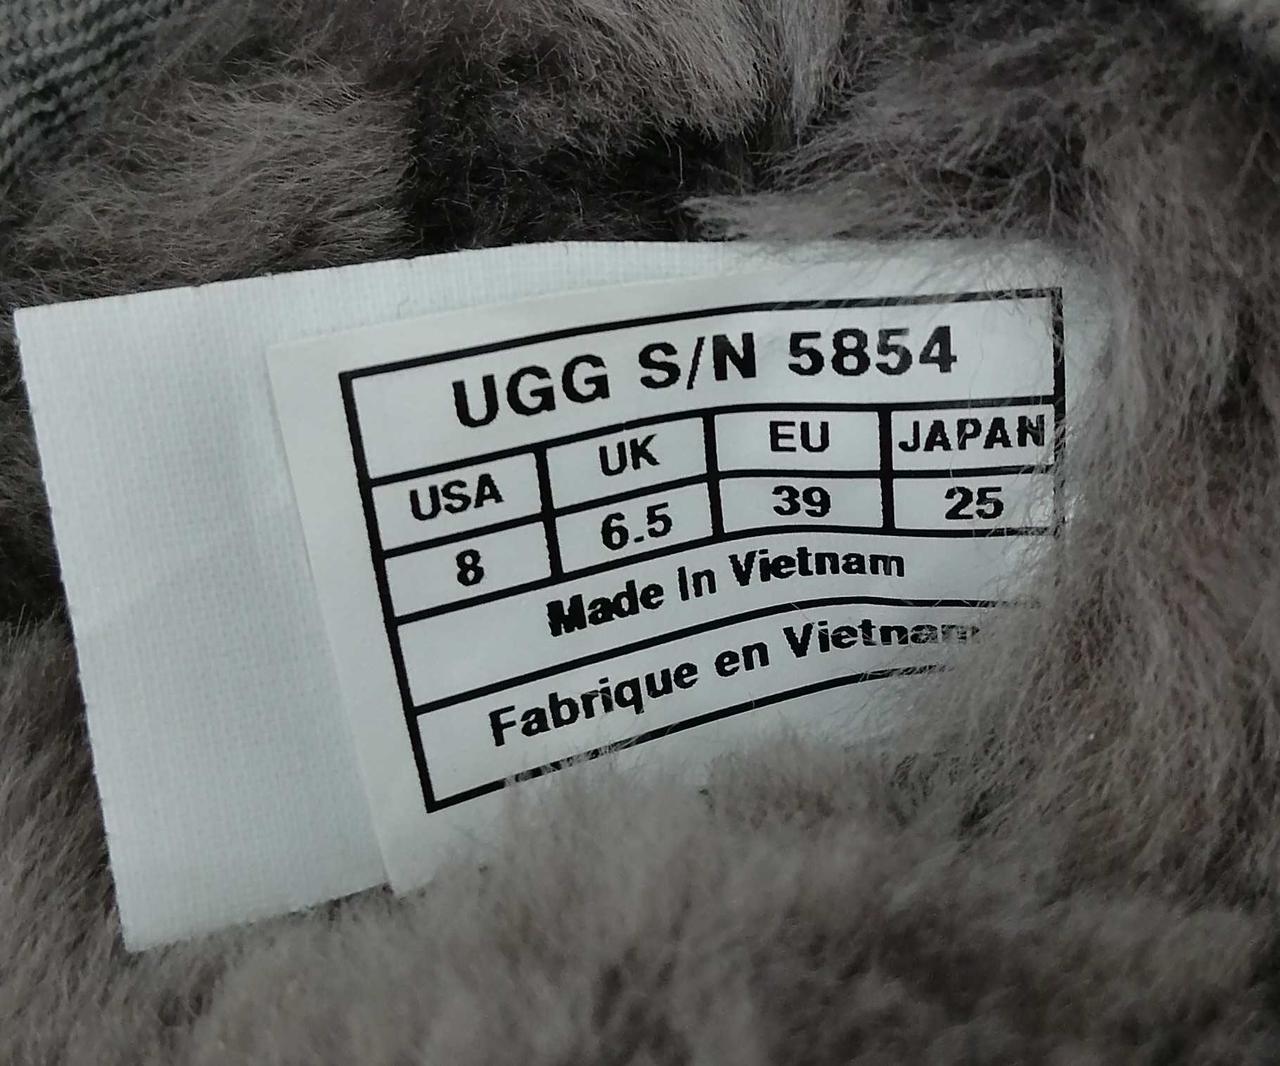 UGG S/N 5854
USA UK EU JAPAN
8 6.5 39 25
Made In Vietnam
Fabrique en Vietnam